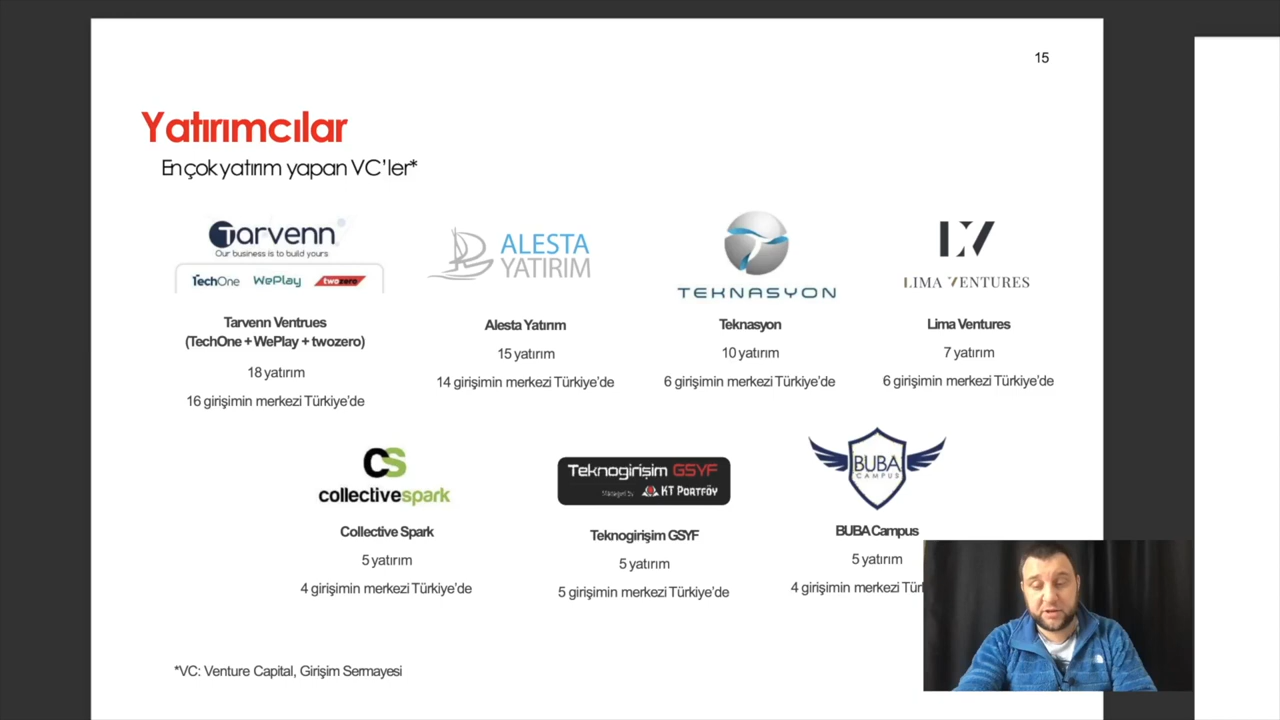 15
Yatırımcılar
En çok yatırım yapan VC'ler*
Tarvenn
Our business is to build yours
TechOne WePlay twozero
ALESTA
YATIRIM
TEKNASYON
LIMA VENTURES
Tarvenn Ventrues
(TechOne + WePlay + twozero)
18 yatırım
16 girişimin merkezi Türkiye'de
Alesta Yatırım
15 yatırım
14 girişimin merkezi Türkiye'de
Teknasyon
10 yatırım
6 girişimin merkezi Türkiye'de
Lima Ventures
7 yatırım
6 girişimin merkezi Türkiye'de
CS
collectivespark
Teknogirişim GSYF
Managed by KT PORTFÖY
BUBA
CAMPUS
Collective Spark
5 yatırım
4 girişimin merkezi Türkiye'de
Teknogirişim GSYF
5 yatırım
5 girişimin merkezi Türkiye'de
BUBA Campus
5 yatırım
4 girişimin merkezi Tür
*VC: Venture Capital, Girişim Sermayesi